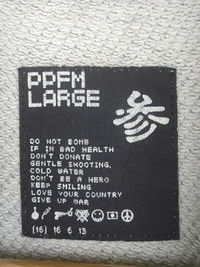 PPFM
LARGE
参
DO NOT BOMB
IF IN BAD HEALTH
DON'T DONATE
GENTLE SHOOTING.
COLD WATER
DON'T BE A HERO
KEEP SMILING
LOVE YOUR COUNTRY
GIVE UP WAR
(16) 16 6 13